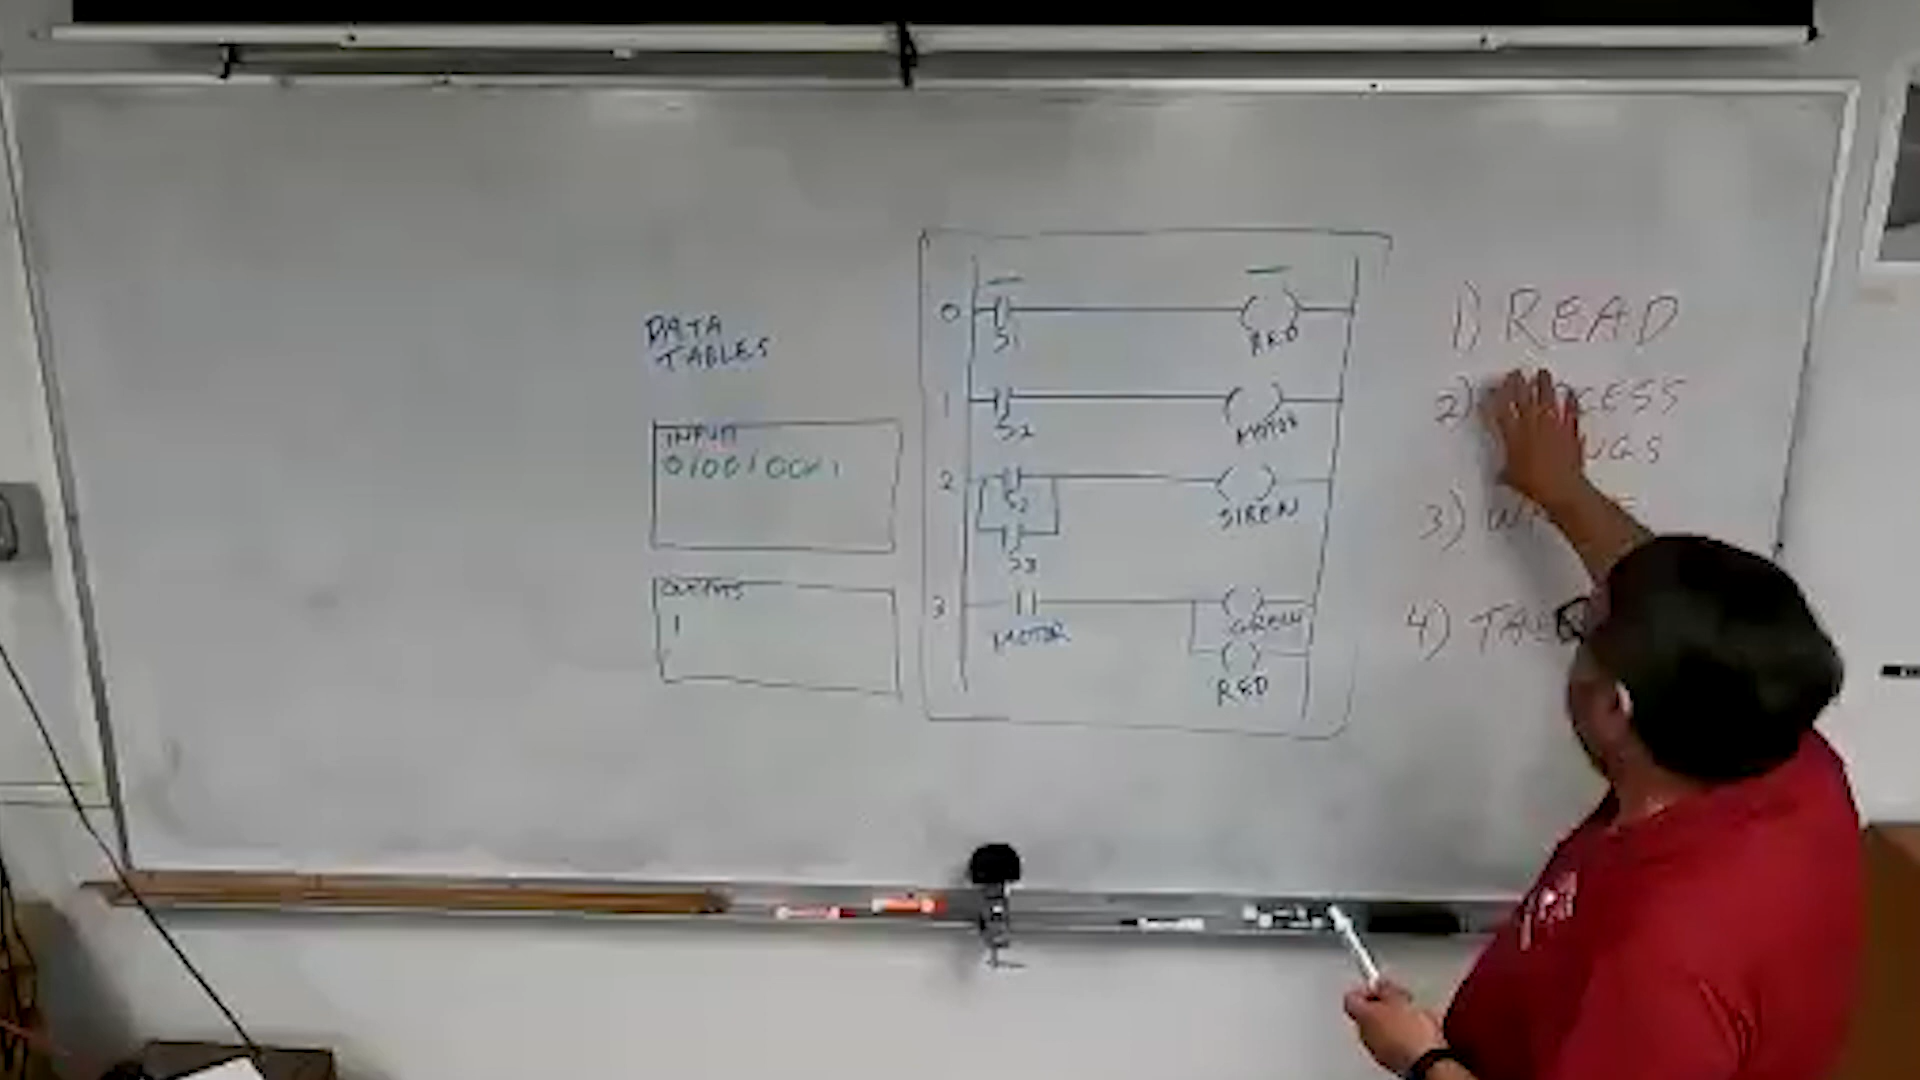 DATA
TABLES
INPUT
OUTPUTS
1
0
S1
RED
1
S2
MOTOR
2
S2
SIREN
S3
3
MOTOR
GREEN
RED
1) READ
2)
3)
4)